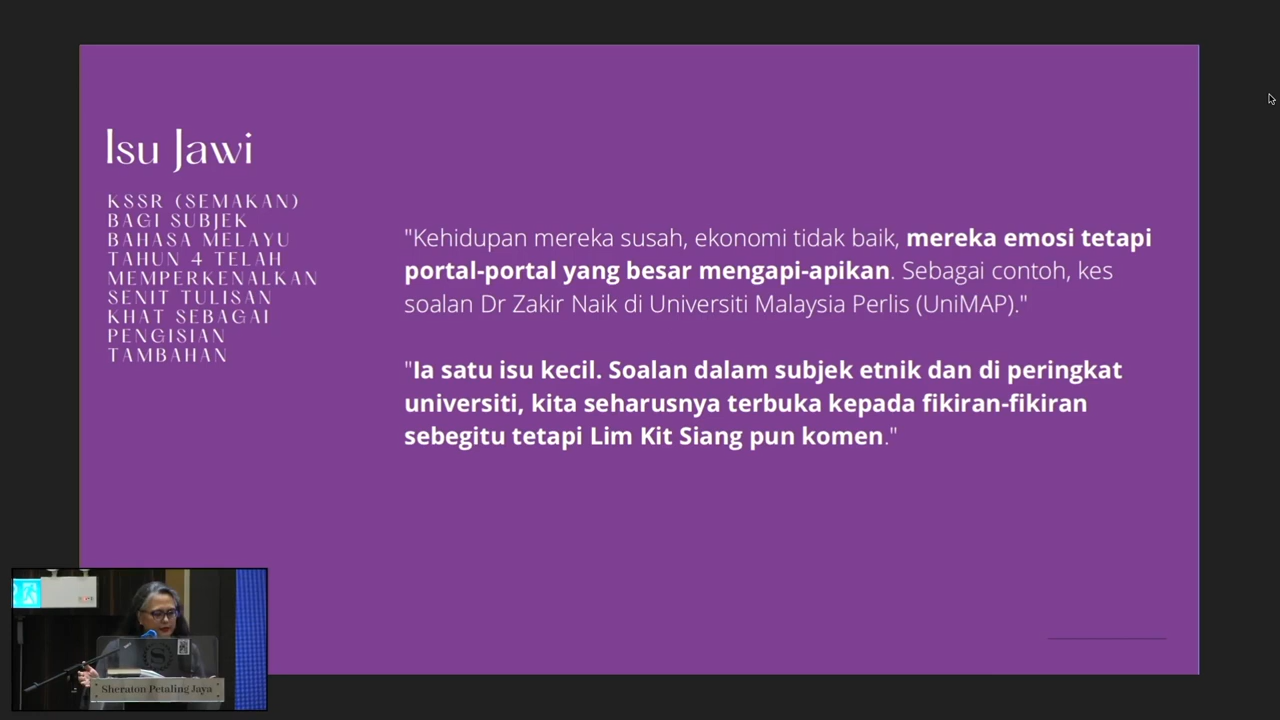 Isu Jawi
KSSR (SEMAKAN)
BAGI SUBJEK
BAHASA MELAYU
TAHUN 4 TELAH
MEMPERKENALKAN
SENIT TULISAN
KHAT SEBAGAI
PENGISIAN
TAMBAHAN
"Kehidupan mereka susah, ekonomi tidak baik, mereka emosi tetapi
portal-portal yang besar mengapi-apikan. Sebagai contoh, kes
soalan Dr Zakir Naik di Universiti Malaysia Perlis (UniMAP)."
"Ia satu isu kecil. Soalan dalam subjek etnik dan di peringkat
universiti, kita seharusnya terbuka kepada fikiran-fikiran
sebegitu tetapi Lim Kit Siang pun komen."
Sheraton Petaling Jaya